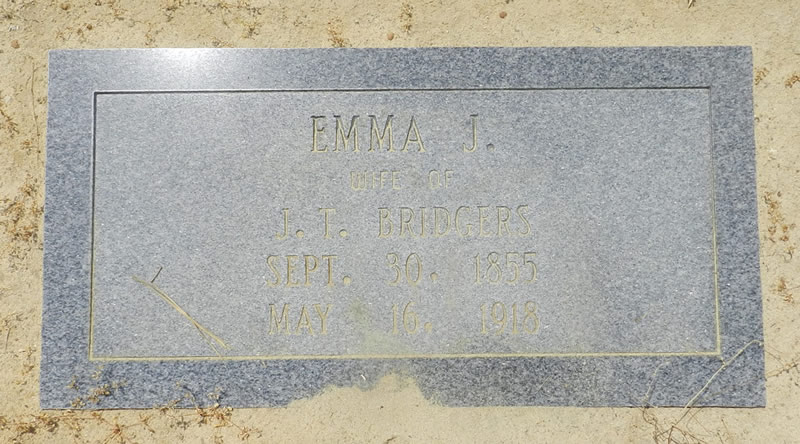 EMMA J.
WIFE OF
J. T. BRIDGERS
SEPT. 30. 1855
MAY 16. 1918